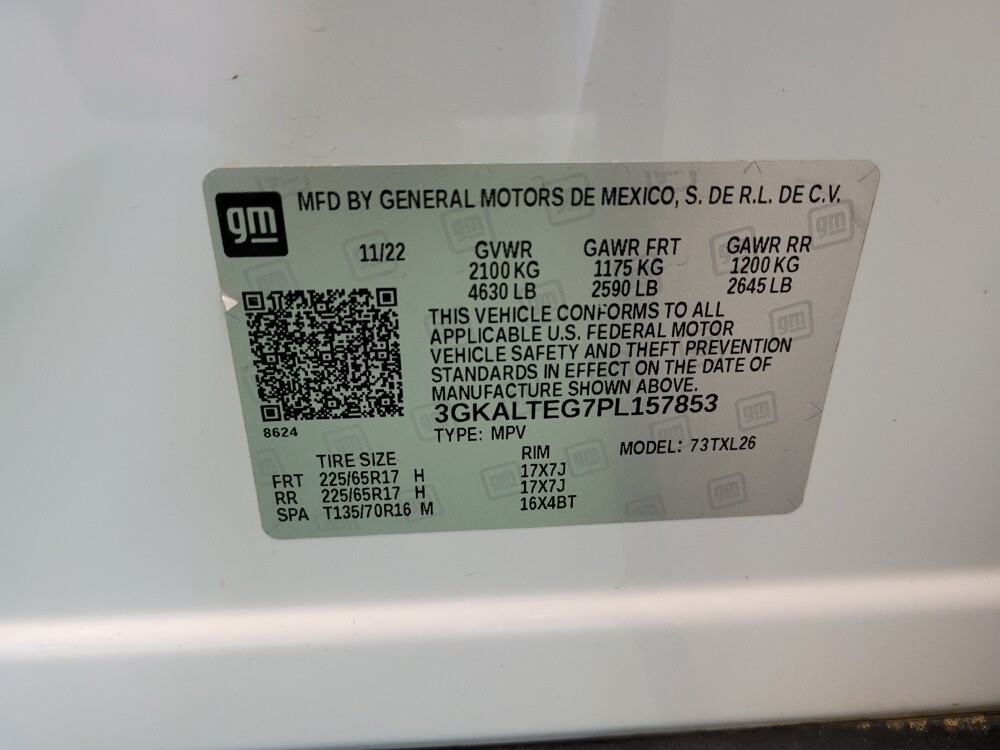 gm
MFD BY GENERAL MOTORS DE MEXICO, S. DE R.L. DE C.V.
11/22
GVWR GAWR FRT GAWR RR
2100 KG 1175 KG 1200 KG
4630 LB 2590 LB 2645 LB
THIS VEHICLE CONFORMS TO ALL
APPLICABLE U.S. FEDERAL MOTOR
VEHICLE SAFETY AND THEFT PREVENTION
STANDARDS IN EFFECT ON THE DATE OF
MANUFACTURE SHOWN ABOVE.
3GKALTEG7PL157853
8624
TYPE: MPV
MODEL: 73TXL26
TIRE SIZE RIM
FRT 225/65R17 H 17X7J
RR 225/65R17 H 17X7J
SPA T135/70R16 M 16X4BT